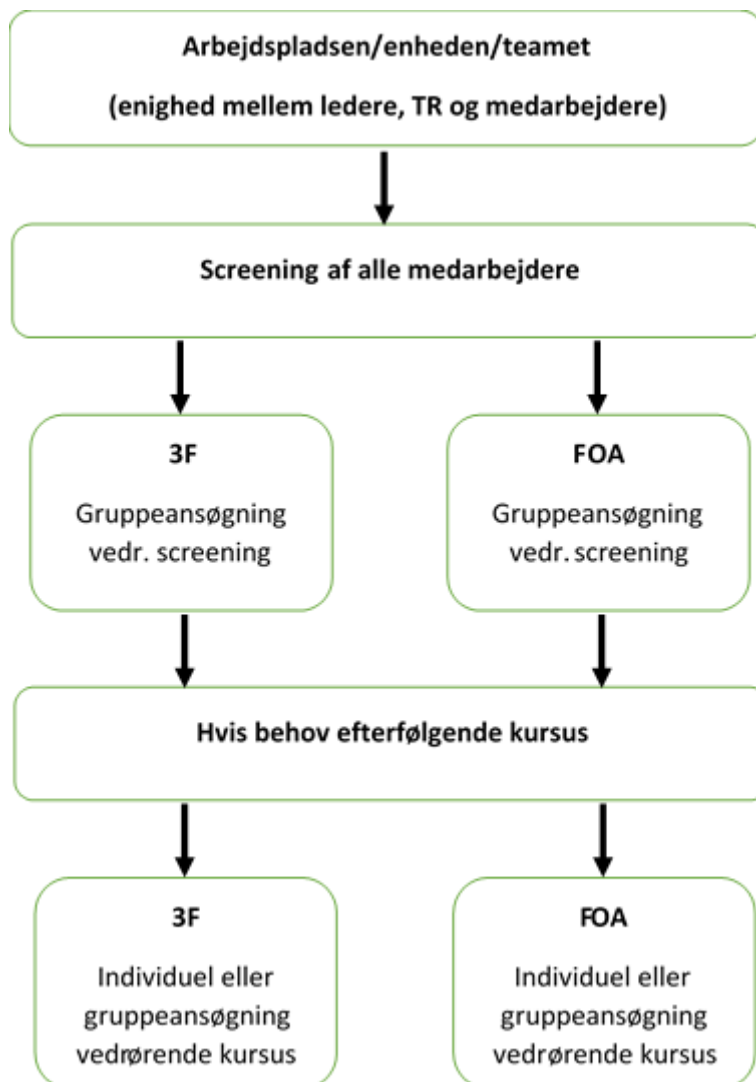 Arbejdspladsen/enheden/teamet
(enighed mellem ledere, TR og medarbejdere)
Screening af alle medarbejdere
3F
Gruppeansøgning
vedr. screening
FOA
Gruppeansøgning
vedr. screening
Hvis behov efterfølgende kursus
3F
Individuel eller
gruppeansøgning
vedrørende kursus
FOA
Individuel eller
gruppeansøgning
vedrørende kursus